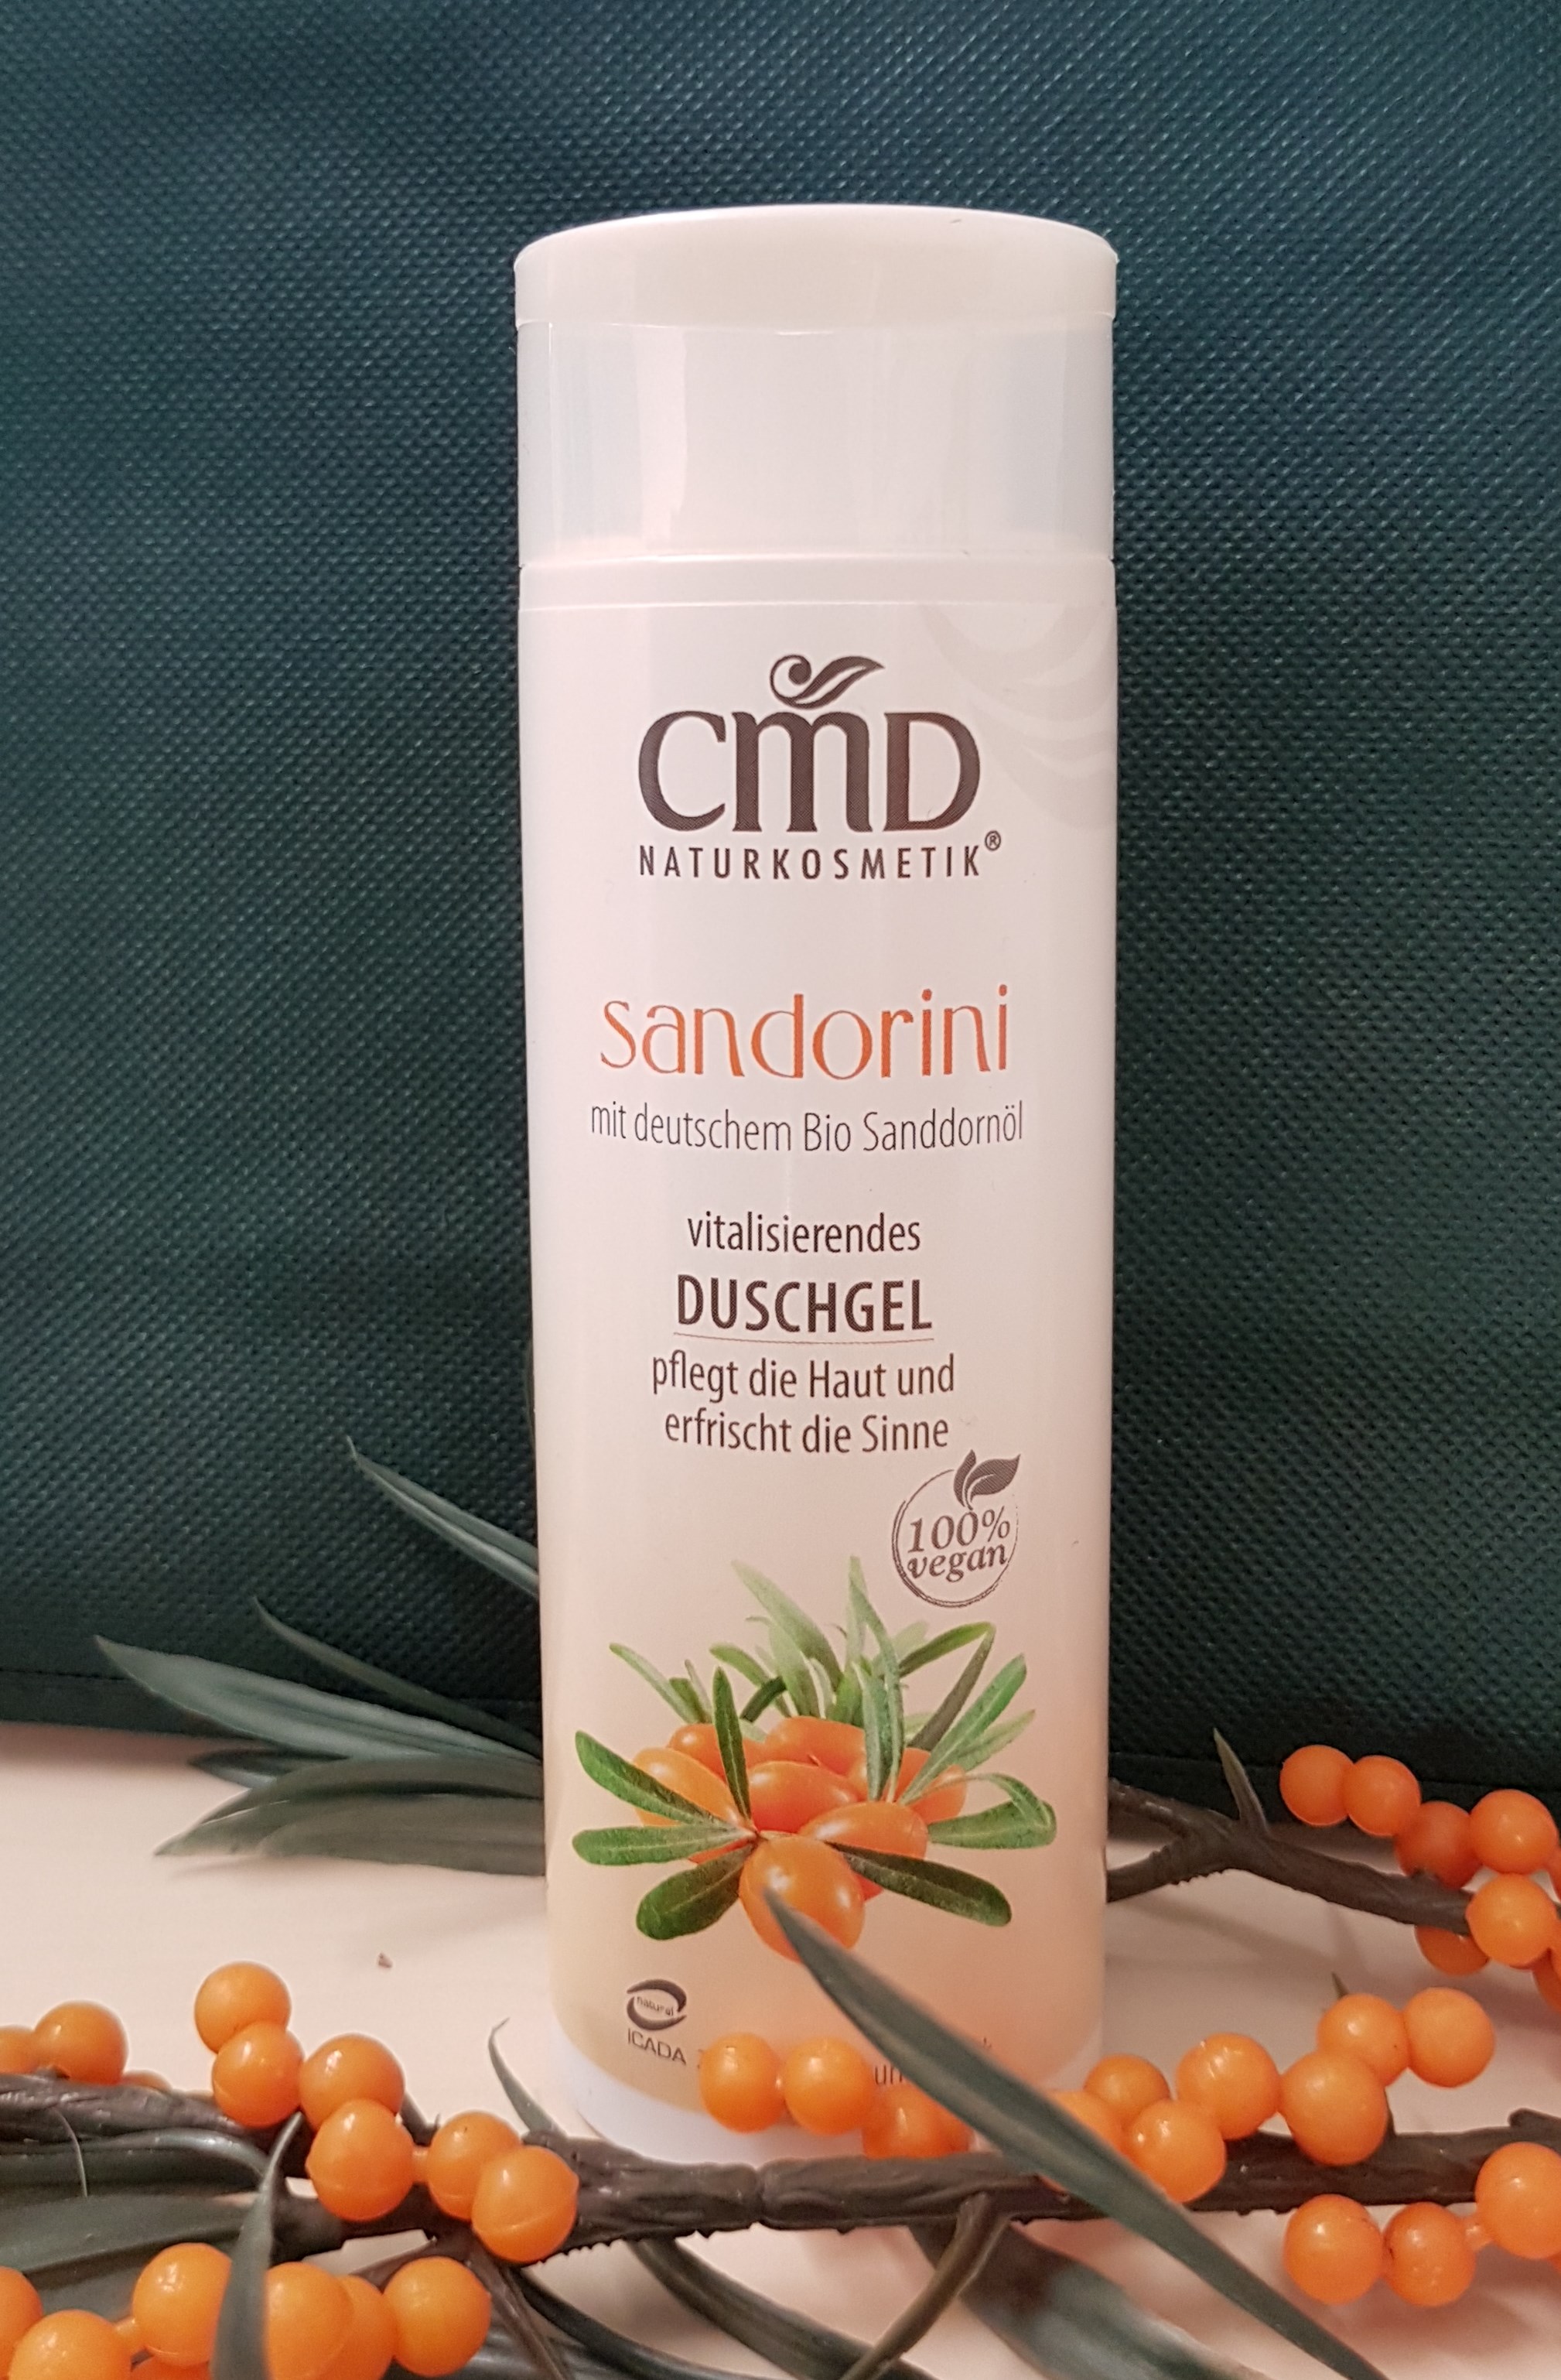 CMD
NATURKOSMETIK®
sandorini
mit deutschem Bio Sanddornöl
vitalisierendes
DUSCHGEL
pflegt die Haut und
erfrischt die Sinne
100%
vegan
natural
ICADA